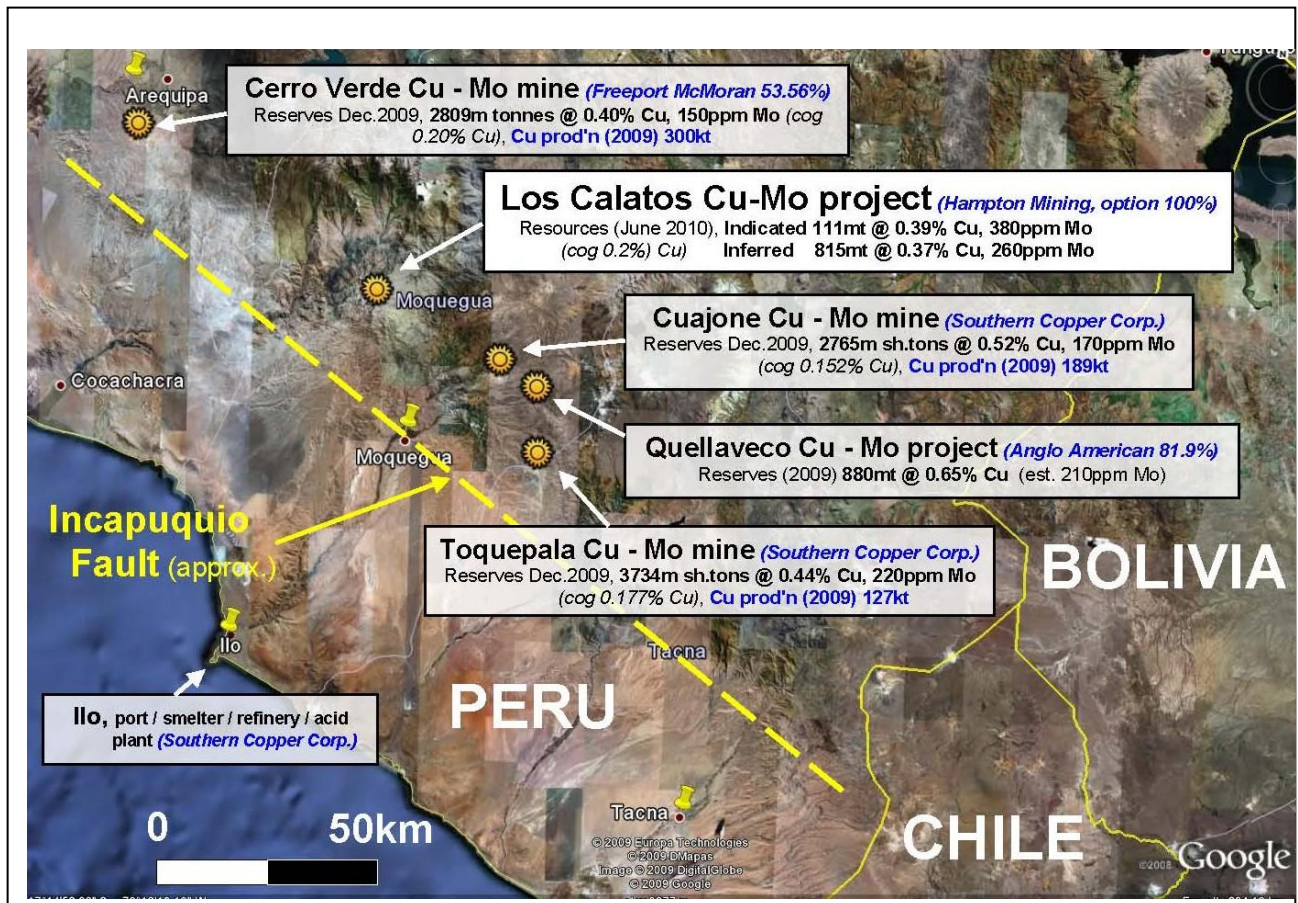 Arequipa
Cerro Verde Cu - Mo mine (Freeport McMoran 53.56%)
Reserves Dec.2009, 2809m tonnes @ 0.40% Cu, 150ppm Mo (cog
0.20% Cu), Cu prod'n (2009) 300kt
Los Calatos Cu-Mo project (Hampton Mining, option 100%)
Resources (June 2010), Indicated 111mt @ 0.39% Cu, 380ppm Mo
(cog 0.2%) Cu) Inferred 815mt @ 0.37% Cu, 260ppm Mo
Moquegua
Cuajone Cu - Mo mine (Southern Copper Corp.)
Reserves Dec.2009, 2765m sh.tons @ 0.52% Cu, 170ppm Mo
(cog 0.152% Cu), Cu prod'n (2009) 189kt
Cocachacra
Moquegua
Quellaveco Cu - Mo project (Anglo American 81.9%)
Reserves (2009) 880mt @ 0.65% Cu (est. 210ppm Mo)
Incapuquio
Fault (approx.)
Toquepala Cu - Mo mine (Southern Copper Corp.)
Reserves Dec.2009, 3734m sh.tons @ 0.44% Cu, 220ppm Mo
(cog 0.177% Cu), Cu prod'n (2009) 127kt
BOLIVIA
Ilo
Tacna
PERU
Ilo, port / smelter / refinery / acid
plant (Southern Copper Corp.)
0 50km
Tacna
CHILE
© 2009 Europa Technologies
© 2009 DMapas
Image © 2009 DigitalGlobe
© 2009 Google
©2008 Google